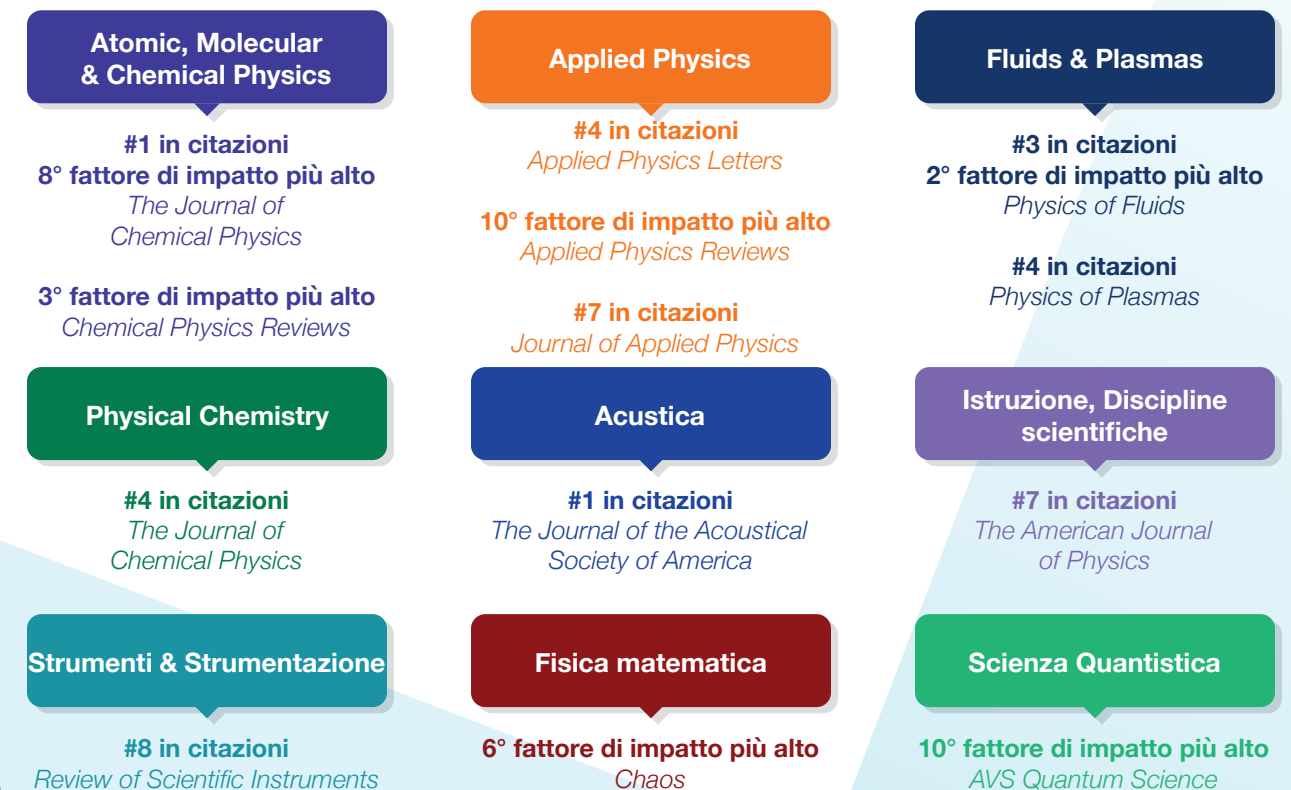 Atomic, Molecular
& Chemical Physics
#1 in citazioni
8° fattore di impatto più alto
The Journal of
Chemical Physics
3° fattore di impatto più alto
Chemical Physics Reviews
Applied Physics
#4 in citazioni
Applied Physics Letters
10° fattore di impatto più alto
Applied Physics Reviews
#7 in citazioni
Journal of Applied Physics
Fluids & Plasmas
#3 in citazioni
2° fattore di impatto più alto
Physics of Fluids
#4 in citazioni
Physics of Plasmas
Physical Chemistry
#4 in citazioni
The Journal of
Chemical Physics
Acustica
#1 in citazioni
The Journal of the Acoustical
Society of America
Istruzione, Discipline
scientifiche
#7 in citazioni
The American Journal
of Physics
Strumenti & Strumentazione
#8 in citazioni
Review of Scientific Instruments
Fisica matematica
6° fattore di impatto più alto
Chaos
Scienza Quantistica
10° fattore di impatto più alto
AVS Quantum Science